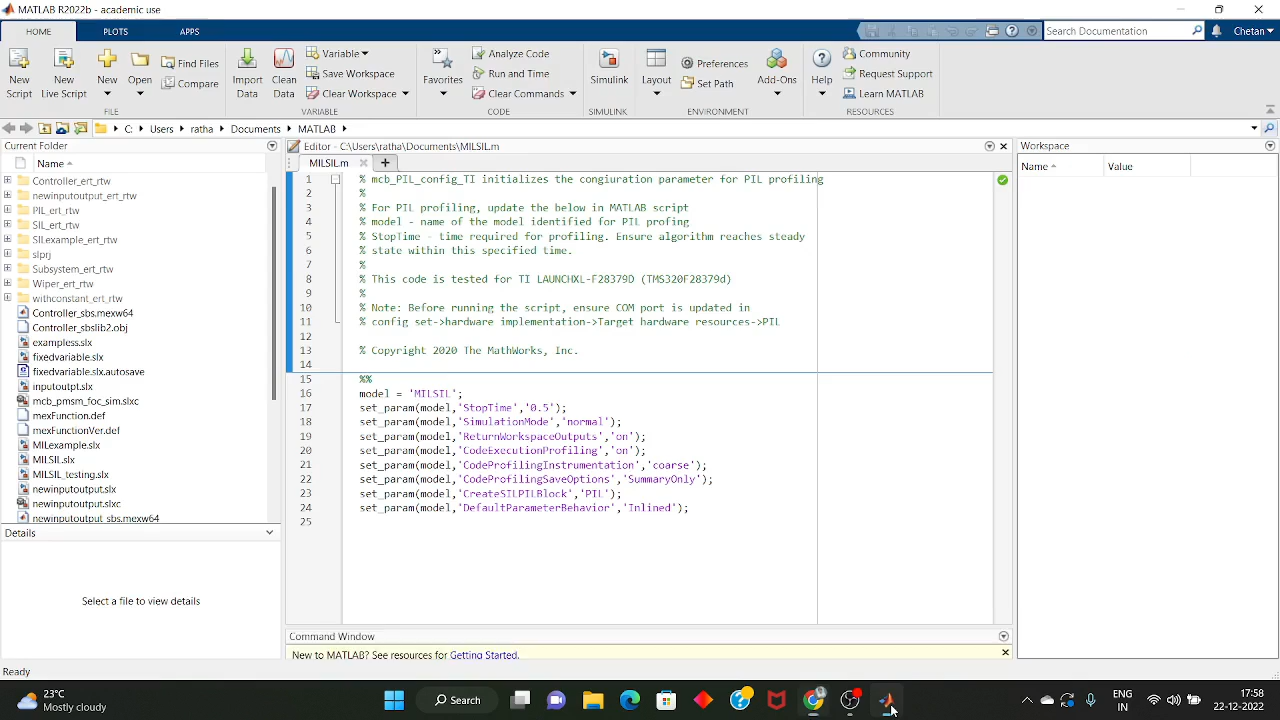 MATLAB R2022b - academic use
HOME PLOTS APPS
Search Documentation
Chetan
New Script
New Live Script
New
Open
Find Files
Compare
FILE
Import Data
Clean Data
Variable
Save Workspace
Clear Workspace
VARIABLE
Favorites
Analyze Code
Run and Time
Clear Commands
CODE
Simulink
SIMULINK
Layout
Preferences
Set Path
Add-Ons
ENVIRONMENT
Help
Community
Request Support
Learn MATLAB
RESOURCES
C: Users ratha Documents MATLAB
Current Folder
Name
Controller_ert_rtw
newinputoutput_ert_rtw
PIL_ert_rtw
SIL_ert_rtw
SILexample_ert_rtw
slprj
Subsystem_ert_rtw
Wiper_ert_rtw
withconstant_ert_rtw
Controller_sbs.mexw64
Controller_sbslib2.obj
exampless.slx
fixedvariable.slx
fixedvariable.slx.autosave
inputoutpt.slx
mcb_pmsm_foc_sim.slxc
mexFunction.def
mexFunctionVer.def
MILexample.slx
MILSIL.slx
MILSIL_testing.slx
newinputoutput.slx
newinputoutput.slxc
newinputoutput_sbs.mexw64
Details
Select a file to view details
Editor - C:\Users\ratha\Documents\MILSIL.m
MILSIL.m
1 % mcb_PIL_config_TI initializes the congiuration parameter for PIL profiling
2 %
3 % For PIL profiling, update the below in MATLAB script
4 % model - name of the model identified for PIL profing
5 % StopTime - time required for profiling. Ensure algorithm reaches steady
6 % state within this specified time.
7 %
8 % This code is tested for TI LAUNCHXL-F28379D (TMS320F28379d)
9 %
10 % Note: Before running the script, ensure COM port is updated in
11 % config set->hardware implementation->Target hardware resources->PIL
12
13 % Copyright 2020 The MathWorks, Inc.
14
15 %%
16 model = 'MILSIL';
17 set_param(model,'StopTime','0.5');
18 set_param(model,'SimulationMode','normal');
19 set_param(model,'ReturnWorkspaceOutputs','on');
20 set_param(model,'CodeExecutionProfiling','on');
21 set_param(model,'CodeProfilingInstrumentation','coarse');
22 set_param(model,'CodeProfilingSaveOptions','SummaryOnly');
23 set_param(model,'CreateSILPILBlock','PIL');
24 set_param(model,'DefaultParameterBehavior','Inlined');
25
Command Window
New to MATLAB? See resources for Getting Started.
Workspace
Name Value
Ready
23°C
Mostly cloudy
Search
ENG
IN
17:58
22-12-2022